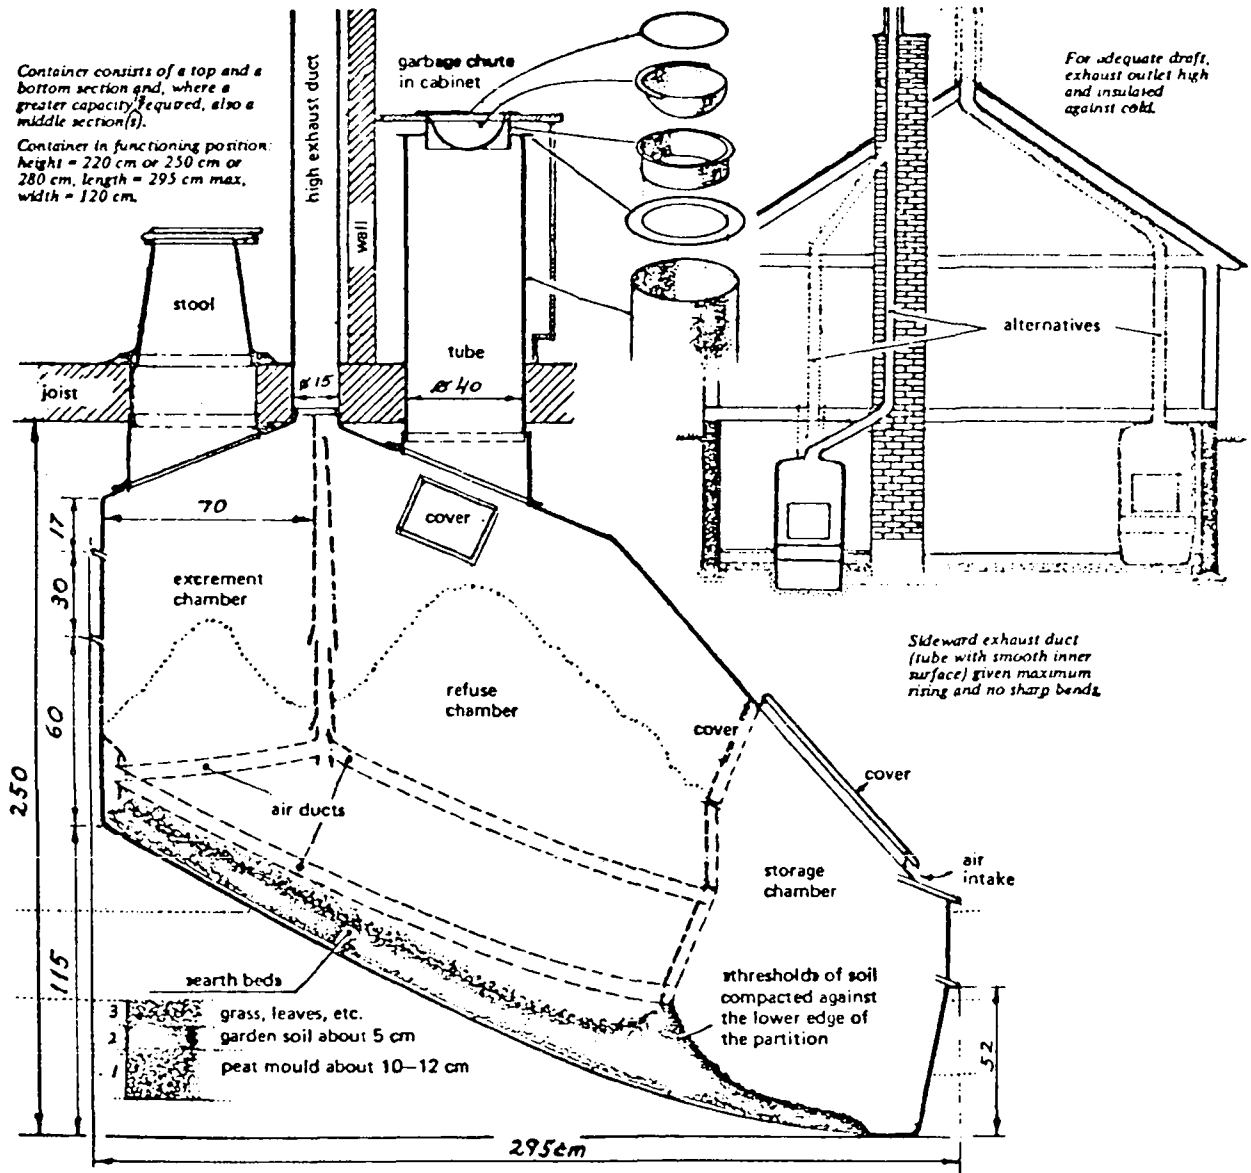 Container consists of a top and a
bottom section and, where a
greater capacity required, also a
middle section(s).
Container in functioning position:
height = 220 cm or 250 cm or
280 cm, length = 295 cm max,
width = 120 cm.
high exhaust duct
wall
garbage chute
in cabinet
For adequate draft,
exhaust outlet high
and insulated
against cold.
stool
tube
alternatives
joist
ø 15
ø 40
70
cover
17
30
60
250
115
excrement
chamber
refuse
chamber
Sideward exhaust duct
(tube with smooth inner
surface) given maximum
rising and no sharp bends.
cover
cover
air ducts
storage
chamber
air
intake
earth beds
thresholds of soil
compacted against
the lower edge of
the partition
3 grass, leaves, etc.
2 garden soil about 5 cm
1 peat mould about 10–12 cm
52
295cm